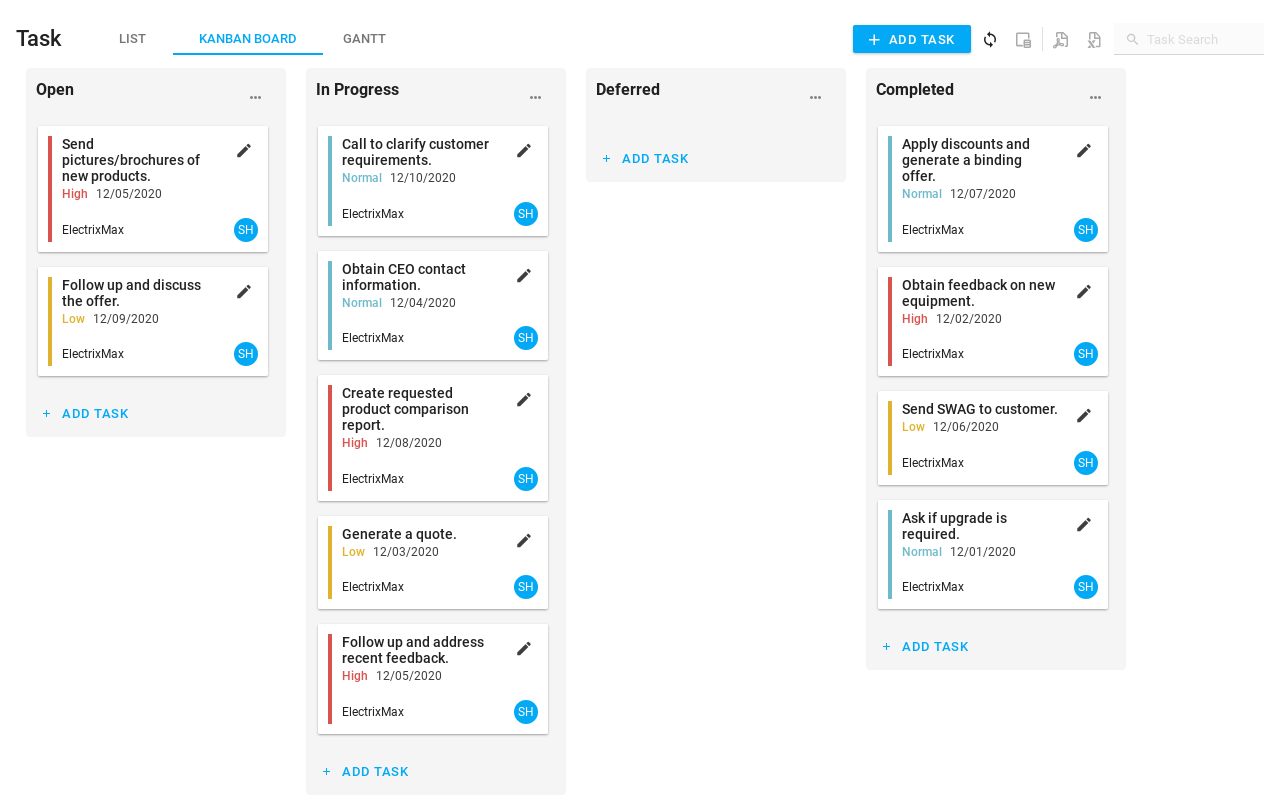 Task
LIST
KANBAN BOARD
GANTT
ADD TASK
Task Search
Open
Send
pictures/brochures of
new products.
High 12/05/2020
ElectrixMax
SH
Follow up and discuss
the offer.
Low 12/09/2020
ElectrixMax
SH
+ ADD TASK
In Progress
Call to clarify customer
requirements.
Normal 12/10/2020
ElectrixMax
SH
Obtain CEO contact
information.
Normal 12/04/2020
ElectrixMax
SH
Create requested
product comparison
report.
High 12/08/2020
ElectrixMax
SH
Generate a quote.
Low 12/03/2020
ElectrixMax
SH
Follow up and address
recent feedback.
High 12/05/2020
ElectrixMax
SH
+ ADD TASK
Deferred
+ ADD TASK
Completed
Apply discounts and
generate a binding
offer.
Normal 12/07/2020
ElectrixMax
SH
Obtain feedback on new
equipment.
High 12/02/2020
ElectrixMax
SH
Send SWAG to customer.
Low 12/06/2020
ElectrixMax
SH
Ask if upgrade is
required.
Normal 12/01/2020
ElectrixMax
SH
+ ADD TASK